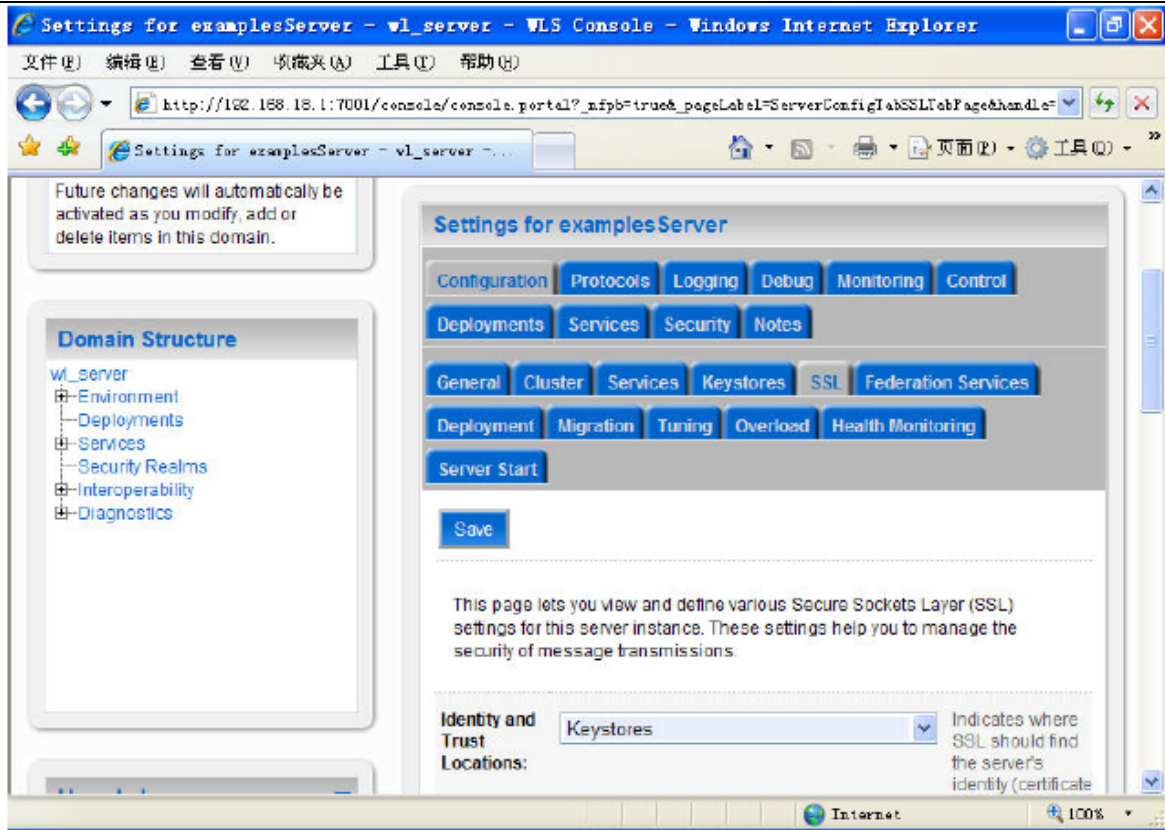 Settings for examplesServer - wl_server - WLS Console - Windows Internet Explorer
文件(F) 编辑(E) 查看(V) 收藏夹(A) 工具(T) 帮助(H)
http://192.168.18.1:7001/console/console.portal?_nfpb=true&_pageLabel=ServerConfigTabSSLTabPage&handle=
Settings for examplesServer - wl_server -... 页面(P) 工具(O) »
Future changes will automatically be
activated as you modify, add or
delete items in this domain.
Domain Structure
wl_server
Environment
Deployments
Services
Security Realms
Interoperability
Diagnostics
Settings for examplesServer
Configuration Protocols Logging Debug Monitoring Control
Deployments Services Security Notes
General Cluster Services Keystores SSL Federation Services
Deployment Migration Tuning Overload Health Monitoring
Server Start
Save
This page lets you view and define various Secure Sockets Layer (SSL)
settings for this server instance. These settings help you to manage the
security of message transmissions.
Identity and
Trust
Locations:
Keystores
Indicates where
SSL should find
the server's
identity (certificate
Internet 100%